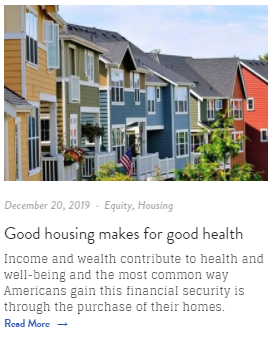 December 20, 2019 · Equity, Housing
Good housing makes for good health
Income and wealth contribute to health and
well-being and the most common way
Americans gain this financial security is
through the purchase of their homes.
Read More →